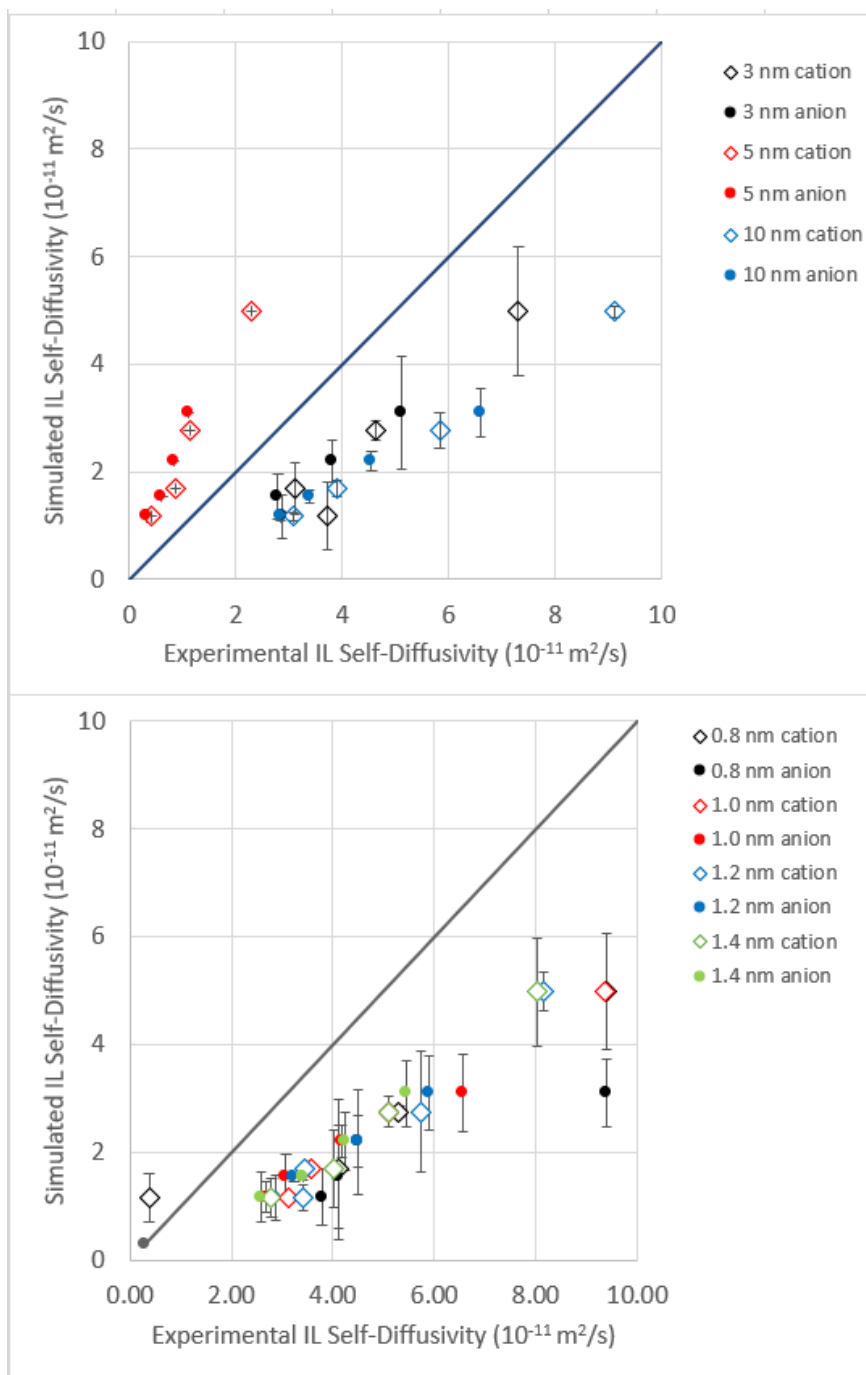 10
8
6
4
2
0
Simulated IL Self-Diffusivity (10⁻¹¹ m²/s)
0 2 4 6 8 10
Experimental IL Self-Diffusivity (10⁻¹¹ m²/s)
3 nm cation
3 nm anion
5 nm cation
5 nm anion
10 nm cation
10 nm anion
10
8
6
4
2
0
Simulated IL Self-Diffusivity (10⁻¹¹ m²/s)
0.00 2.00 4.00 6.00 8.00 10.00
Experimental IL Self-Diffusivity (10⁻¹¹ m²/s)
0.8 nm cation
0.8 nm anion
1.0 nm cation
1.0 nm anion
1.2 nm cation
1.2 nm anion
1.4 nm cation
1.4 nm anion